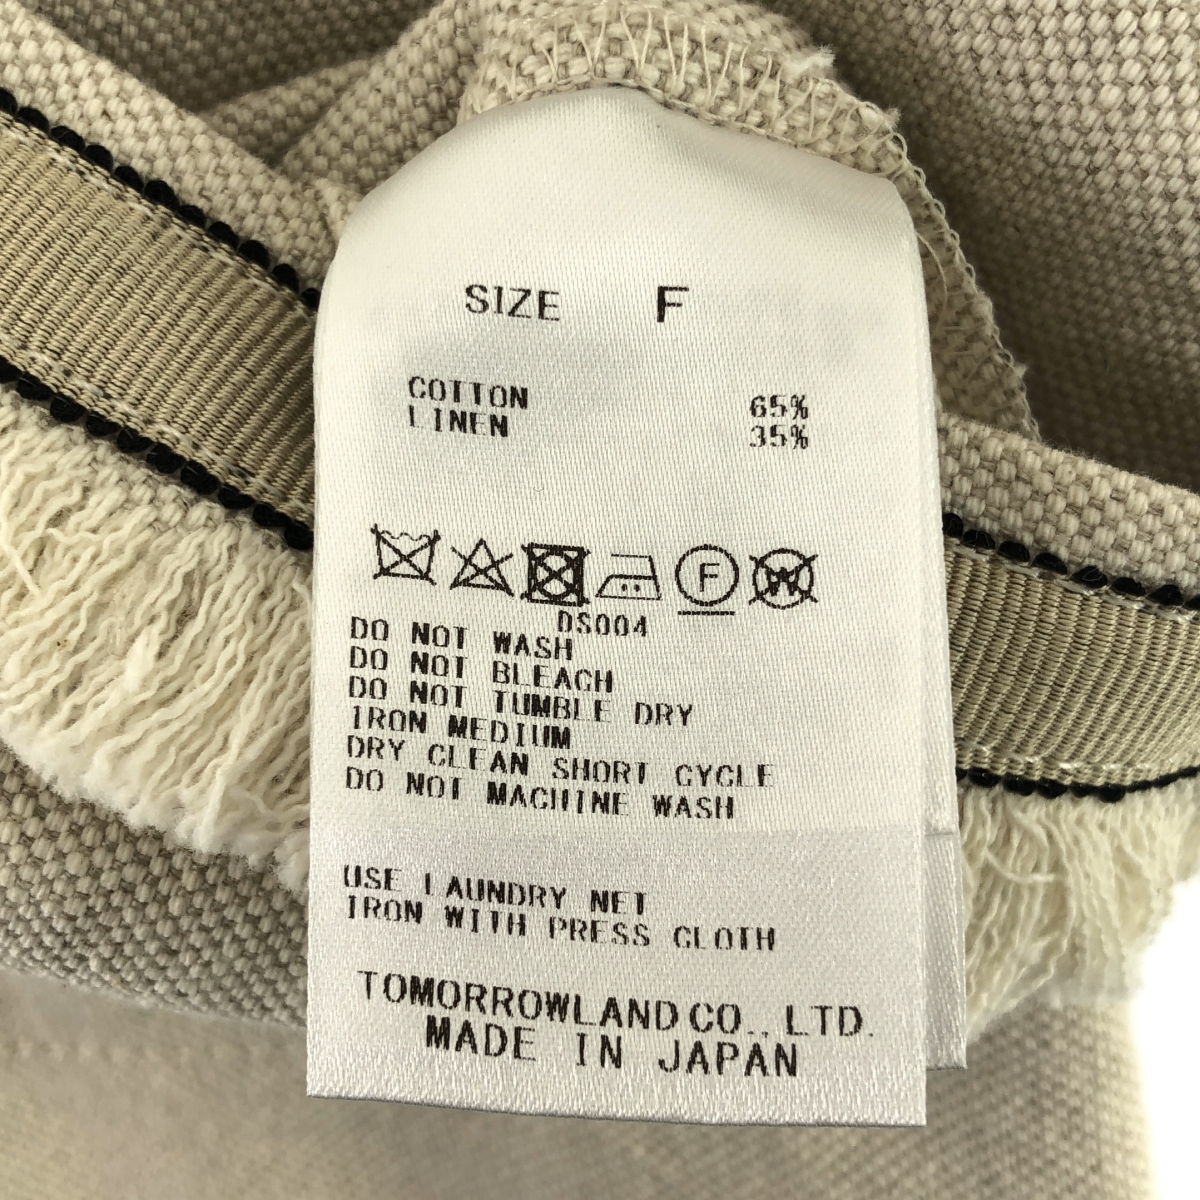 SIZE F
COTTON 65%
LINEN 35%
F W
DS004
DO NOT WASH
DO NOT BLEACH
DO NOT TUMBLE DRY
IRON MEDIUM
DRY CLEAN SHORT CYCLE
DO NOT MACHINE WASH
USE LAUNDRY NET
IRON WITH PRESS CLOTH
TOMORROWLAND CO., LTD.
MADE IN JAPAN